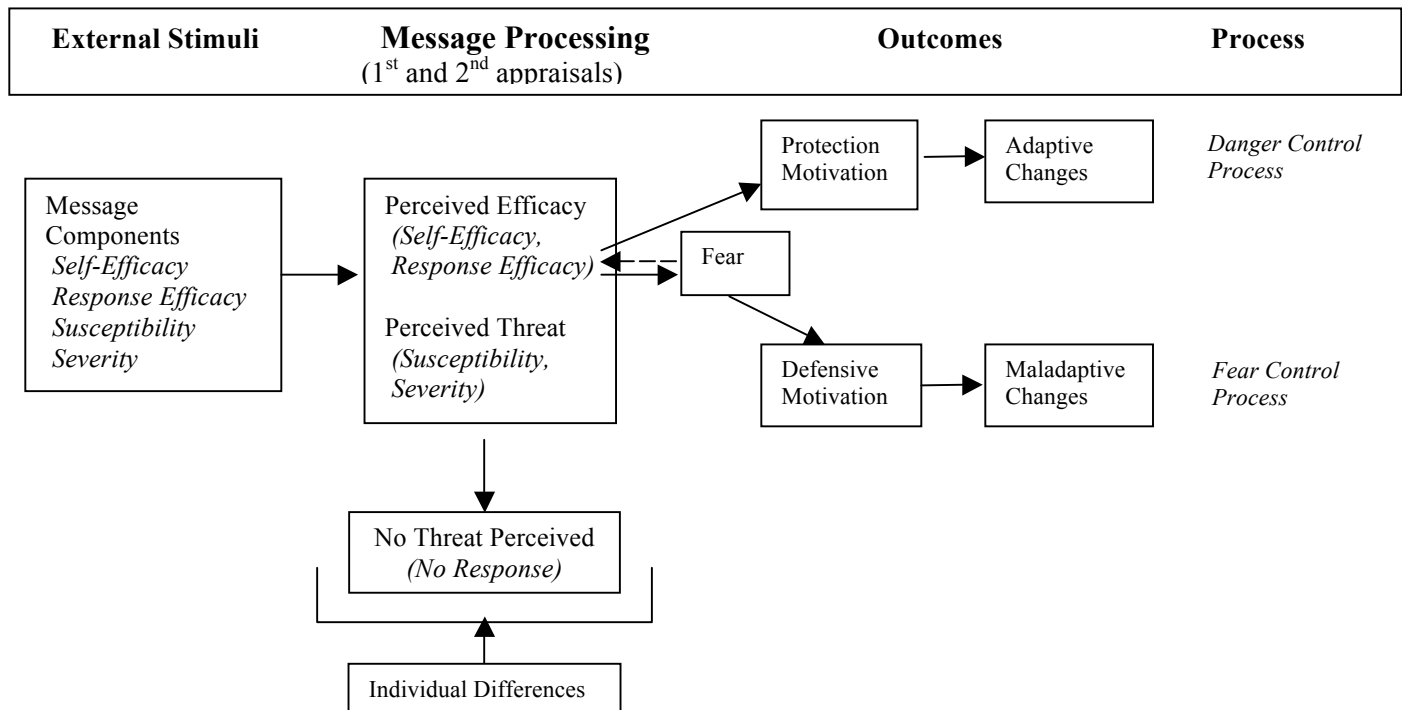 External Stimuli Message Processing Outcomes Process
(1st and 2nd appraisals)
Message
Components
Self-Efficacy
Response Efficacy
Susceptibility
Severity
Perceived Efficacy
(Self-Efficacy,
Response Efficacy)
Perceived Threat
(Susceptibility,
Severity)
Fear
Protection
Motivation
Adaptive
Changes
Danger Control
Process
Defensive
Motivation
Maladaptive
Changes
Fear Control
Process
No Threat Perceived
(No Response)
Individual Differences